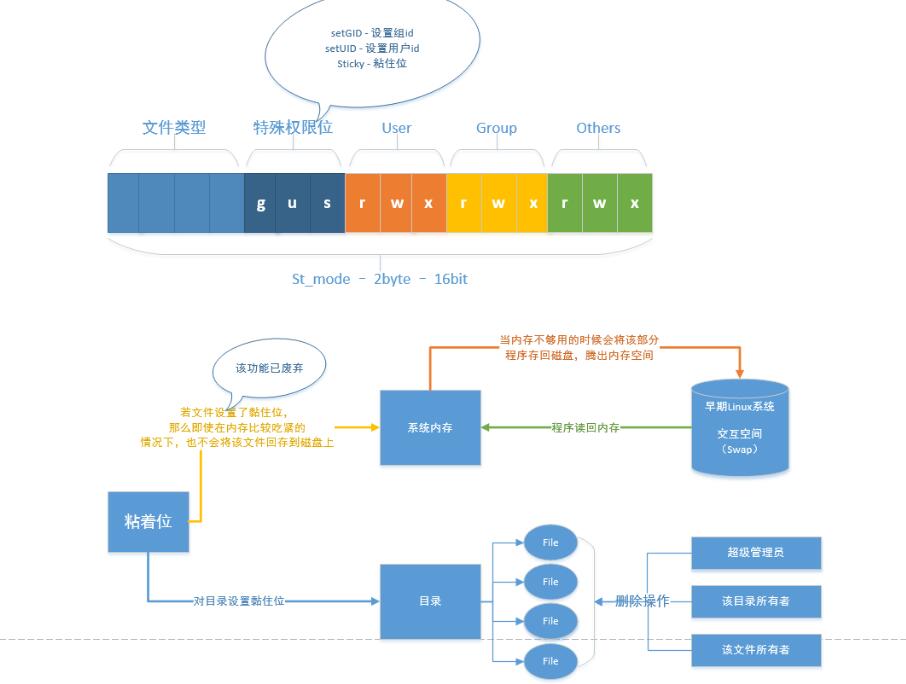 setGID - 设置组id
setUID - 设置用户id
Sticky - 粘住位
文件类型
特殊权限位
User
Group
Others
g u s r w x r w x r w x
St_mode - 2byte - 16bit
当内存不够用的时候会将该部分
程序存回磁盘，腾出内存空间
该功能已废弃
若文件设置了黏住位，
那么即使在内存比较吃紧的
情况下，也不会将该文件回存到磁盘上
系统内存
程序读回内存
早期Linux系统
交互空间
（Swap）
粘着位
对目录设置黏住位
目录
File
File
File
File
删除操作
超级管理员
该目录所有者
该文件所有者